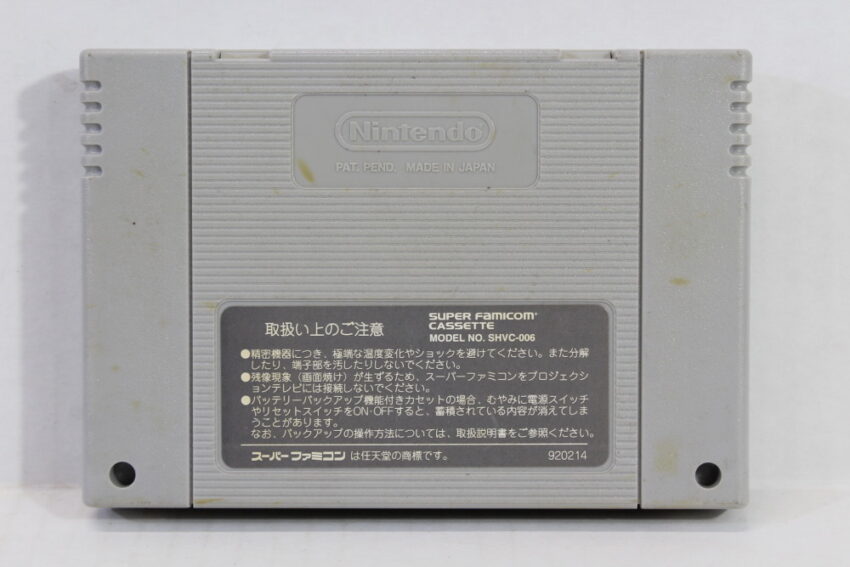 Nintendo
PAT. PEND. MADE IN JAPAN
取扱い上のご注意
SUPER FAMICOM
CASSETTE
MODEL NO. SHVC-006
●精密機器につき、極端な温度変化やショックを避けてください。また分解
したり、端子部を汚したりしないでください。
●残像現象（画面焼け）が生ずるため、スーパーファミコンをプロジェクシ
ョンテレビには接続しないでください。
●バッテリーバックアップ機能付きカセットの場合、むやみに電源スイッチ
やリセットスイッチをON・OFFすると、蓄積されている内容が消えてしま
うことがあります。
なお、バックアップの操作方法については、取扱説明書をご参照ください。
スーパーファミコンは任天堂の商標です。
920214